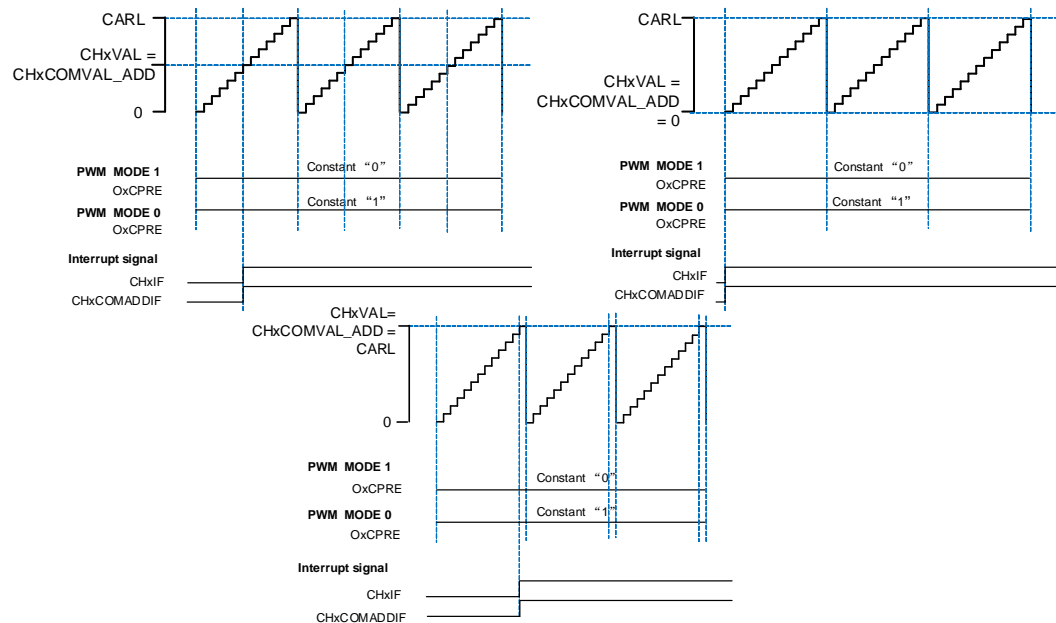 CARL
CHxVAL =
CHxCOMVAL_ADD
0
PWM MODE 1
OxCPRE
Constant “0”
PWM MODE 0
OxCPRE
Constant “1”
Interrupt signal
CHxIF
CHxCOMADDIF
CARL
CHxVAL =
CHxCOMVAL_ADD
= 0
PWM MODE 1
OxCPRE
Constant “0”
PWM MODE 0
OxCPRE
Constant “1”
Interrupt signal
CHxIF
CHxCOMADDIF
CHxVAL=
CHxCOMVAL_ADD =
CARL
0
PWM MODE 1
OxCPRE
Constant “0”
PWM MODE 0
OxCPRE
Constant “1”
Interrupt signal
CHxIF
CHxCOMADDIF